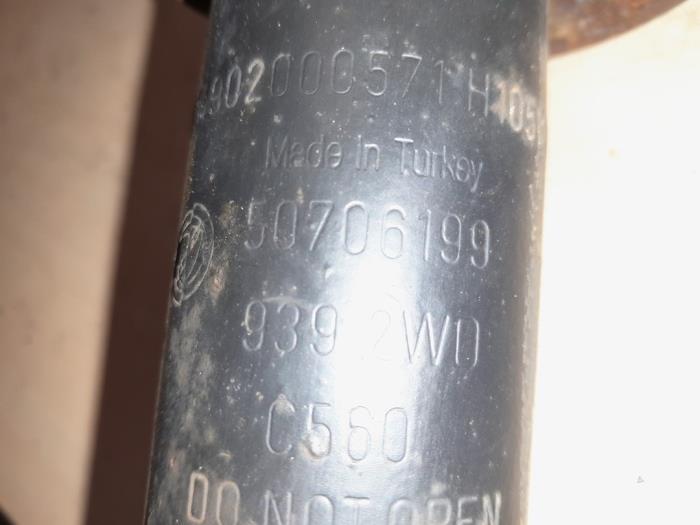 902000571 H105
Made In Turkey
50706199
939 2WD
C560
DO NOT OPEN